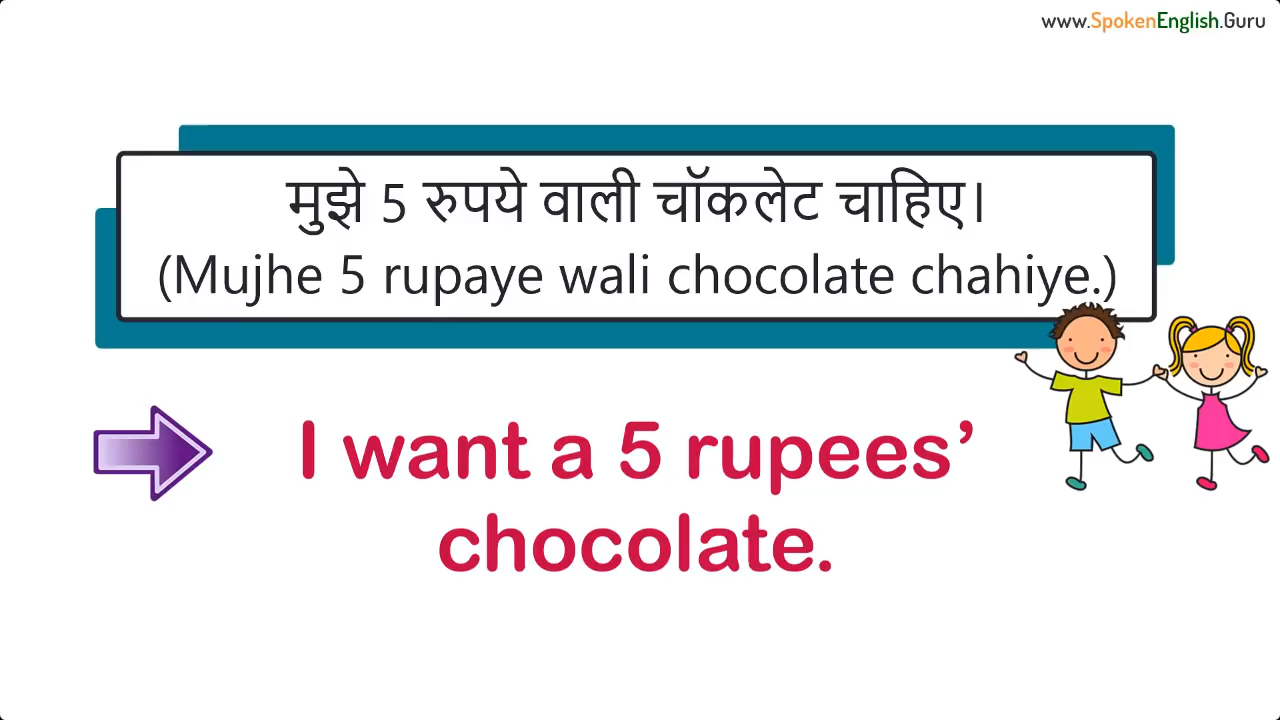 www.SpokenEnglish.Guru
मुझे 5 रुपये वाली चॉकलेट चाहिए।
(Mujhe 5 rupaye wali chocolate chahiye.)
I want a 5 rupees’
chocolate.